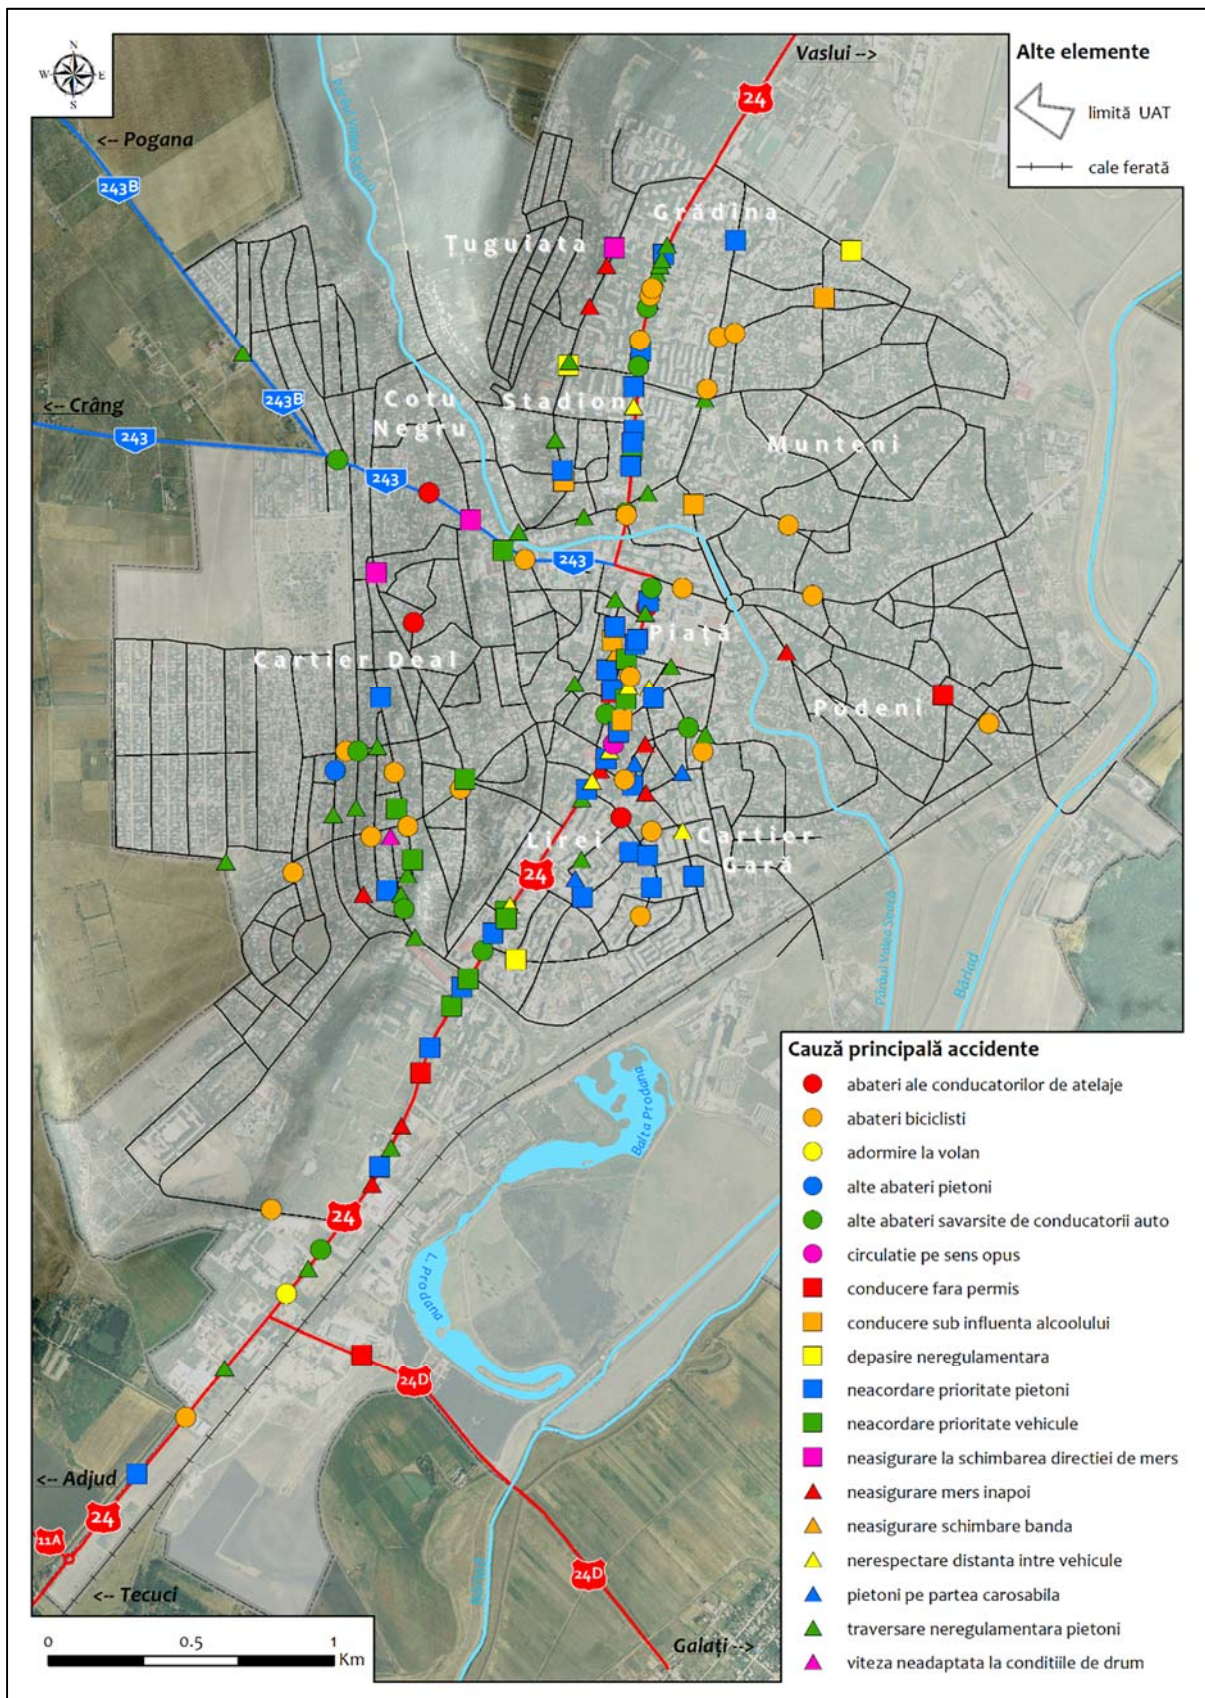 Vaslui -->
Alte elemente
limită UAT
cale ferată
N
W
E
S
24
<-- Pogana
243B
Pârâul Valea Seacă
Grădina
Țuguiata
243B
<-- Crâng
243
Cotu
Negru
Stadion
Munteni
243
243
Piață
Cartier Deal
Podeni
Lirei
Cartier
Gară
24
Pârâul Valea Seacă
Bârlad
Balta Prodana
24
L. Prodana
24D
<-- Adjud
24
11A
<-- Tecuci
Bârlad
24D
Galați -->
0
0.5
1
Km
Cauză principală accidente
abateri ale conducatorilor de atelaje
abateri biciclisti
adormire la volan
alte abateri pietoni
alte abateri savarsite de conducatorii auto
circulatie pe sens opus
conducere fara permis
conducere sub influenta alcoolului
depasire neregulamentara
neacordare prioritate pietoni
neacordare prioritate vehicule
neasigurare la schimbarea directiei de mers
neasigurare mers inapoi
neasigurare schimbare banda
nerespectare distanta intre vehicule
pietoni pe partea carosabila
traversare neregulamentara pietoni
viteza neadaptata la conditiile de drum